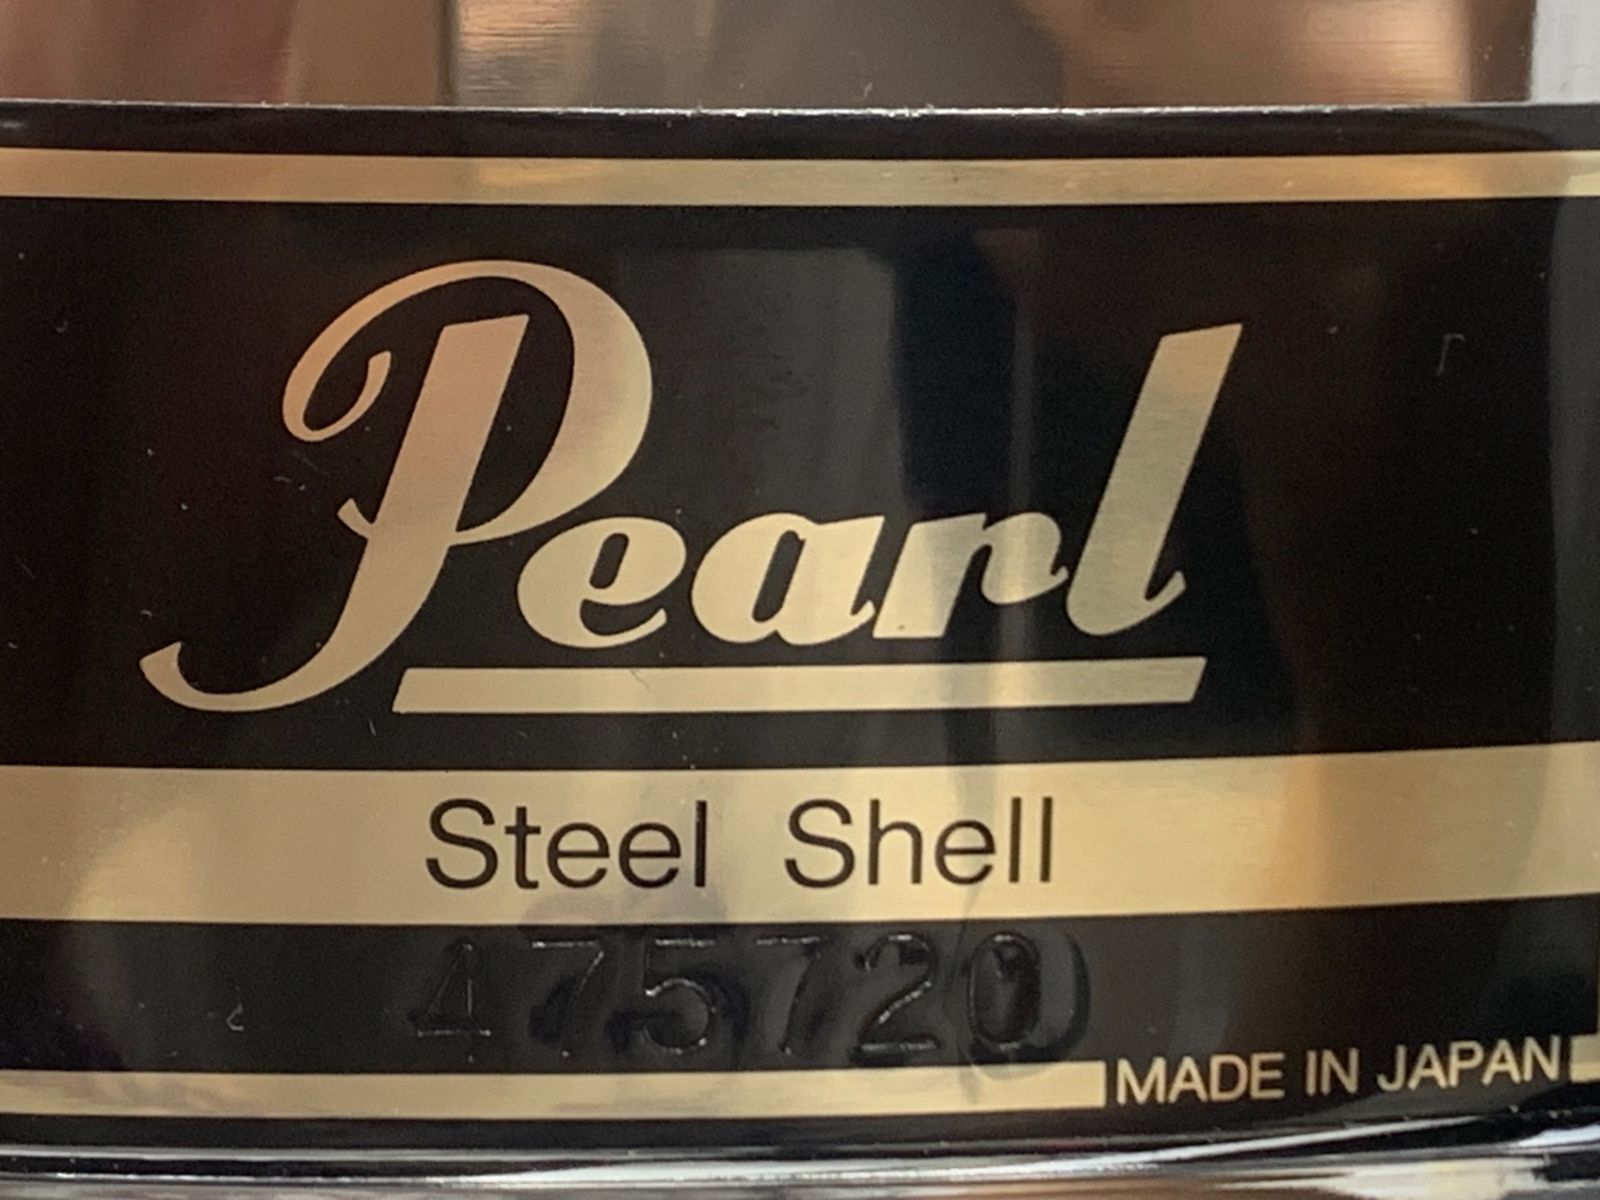 Pearl
Steel Shell
475720
MADE IN JAPAN